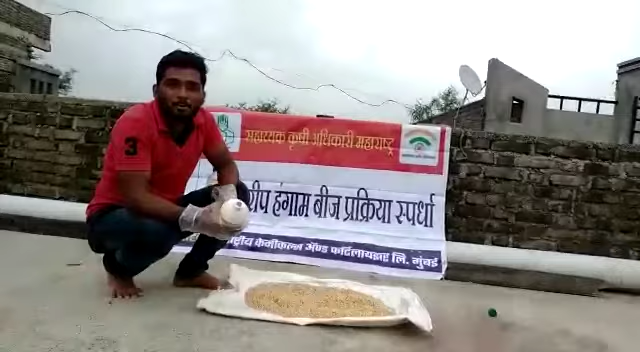 सहाय्यक कृषी अधिकारी महाराष्ट्र
हंगाम बीज प्रक्रिया स्पर्धा
केमीकल्स अॅण्ड फर्टिलायझर लि. मुंबई
3